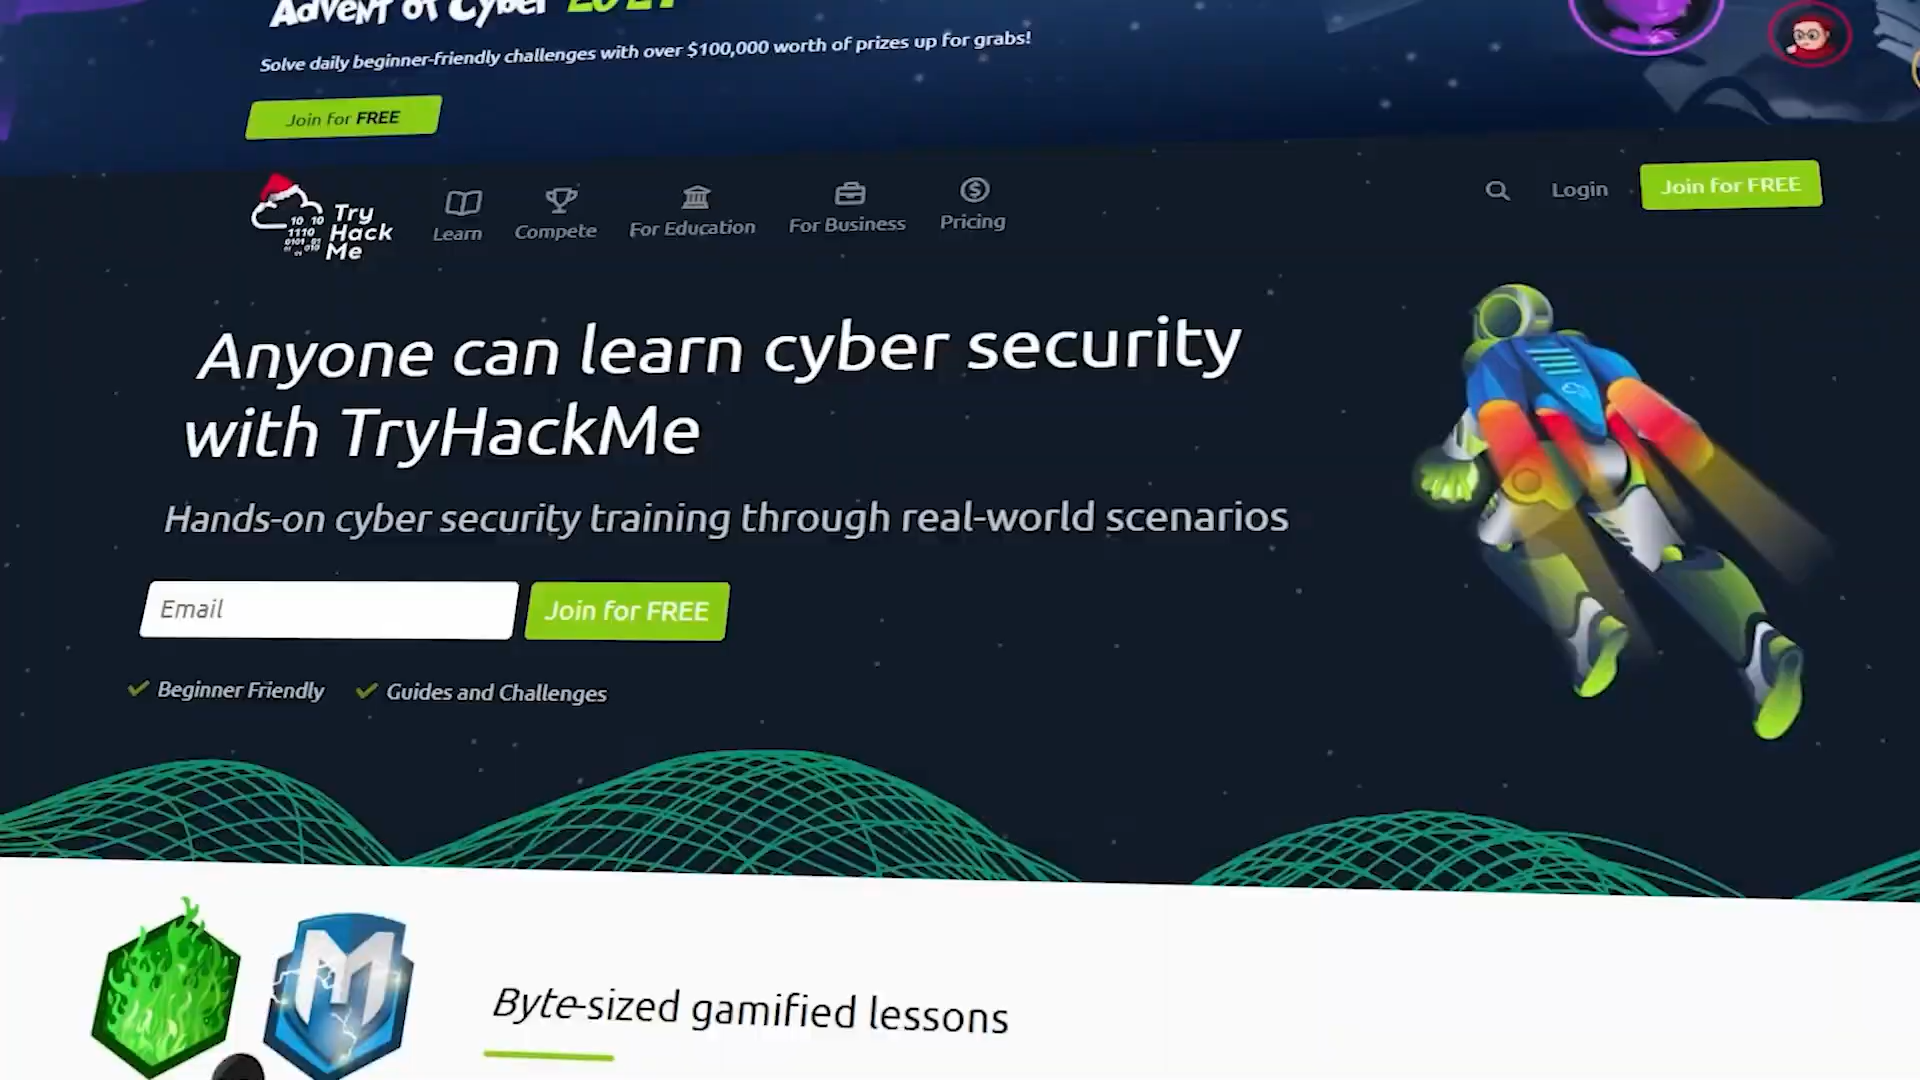 Advent of Cyber
Solve daily beginner-friendly challenges with over $100,000 worth of prizes up for grabs!
Join for FREE
Try
Hack
Me
Learn
Compete
For Education
For Business
Pricing
Login
Join for FREE
Anyone can learn cyber security
with TryHackMe
Hands-on cyber security training through real-world scenarios
Email
Join for FREE
Beginner Friendly
Guides and Challenges
M
Byte-sized gamified lessons